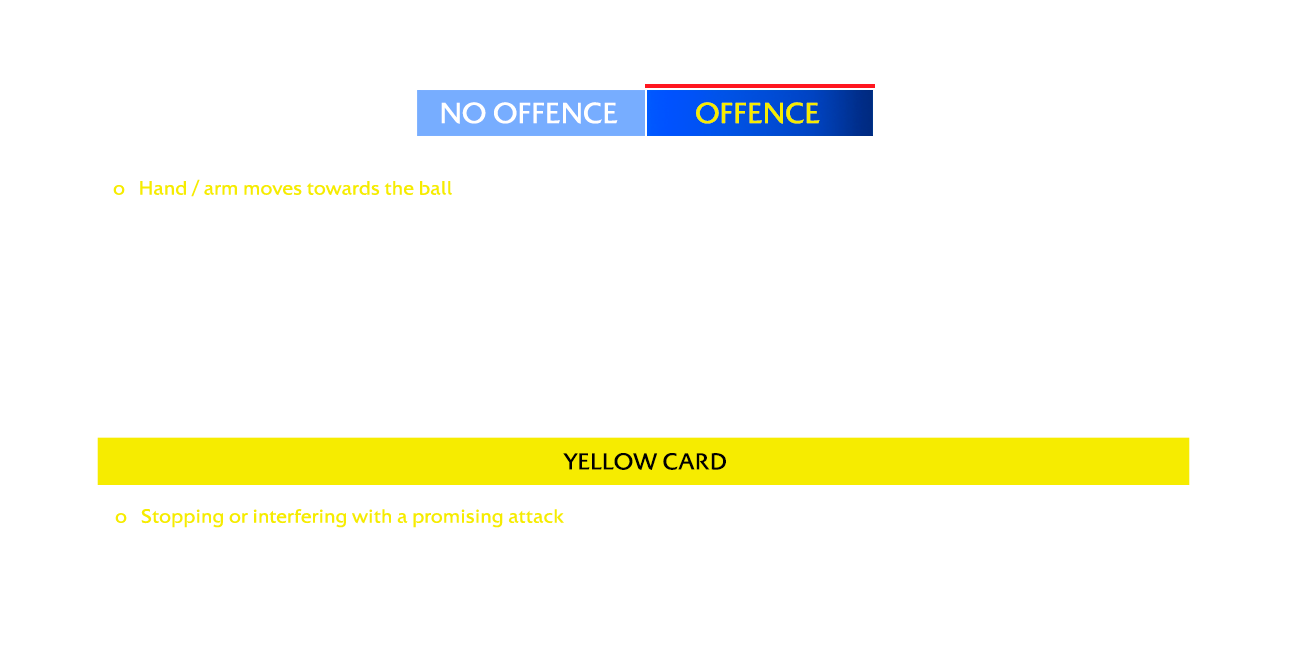 NO OFFENCE OFFENCE
o Hand / arm moves towards the ball
YELLOW CARD
o Stopping or interfering with a promising attack